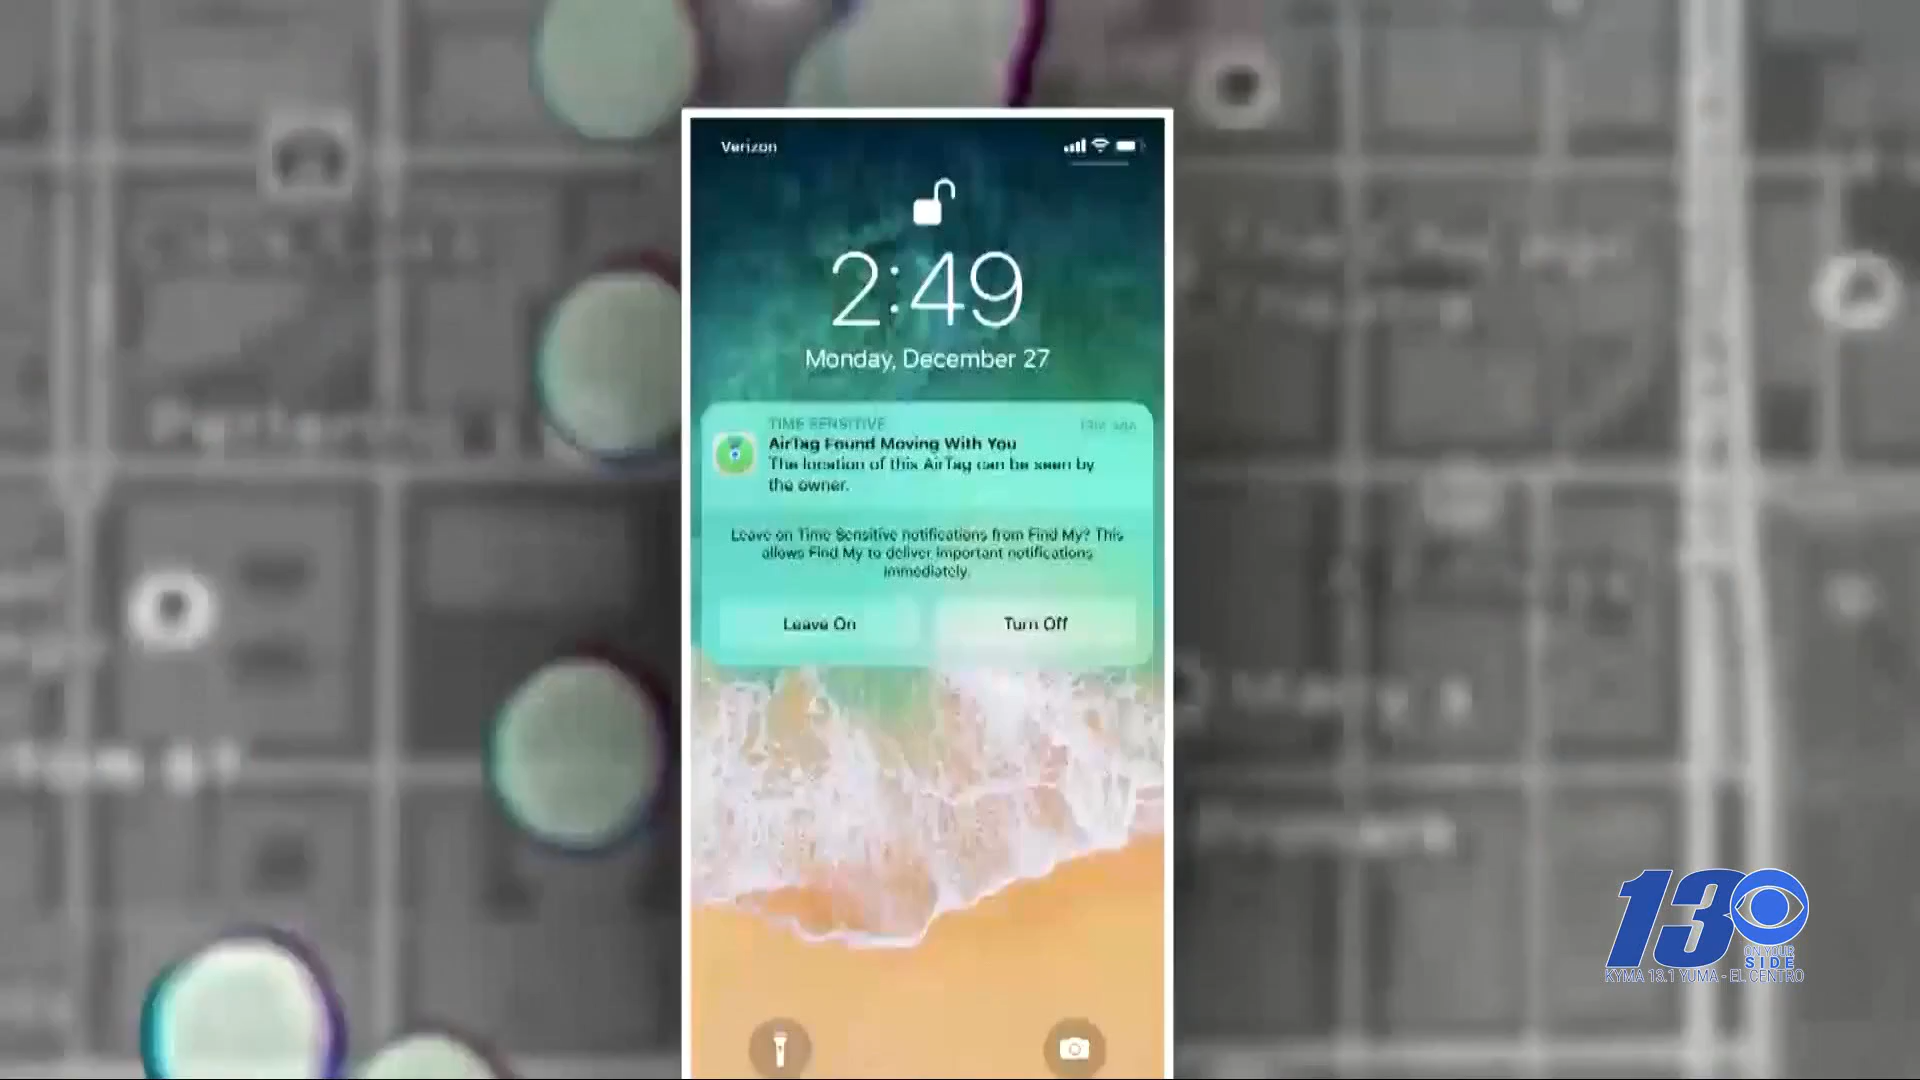 Verizon
2:49
Monday, December 27
TIME SENSITIVE
AirTag Found Moving With You
The location of this AirTag can be seen by
the owner.
Leave on Time Sensitive notifications from Find My? This
allows Find My to deliver important notifications
immediately.
Leave On
Turn Off
13
ON YOUR
SIDE
KYMA 13.1 YUMA - EL CENTRO